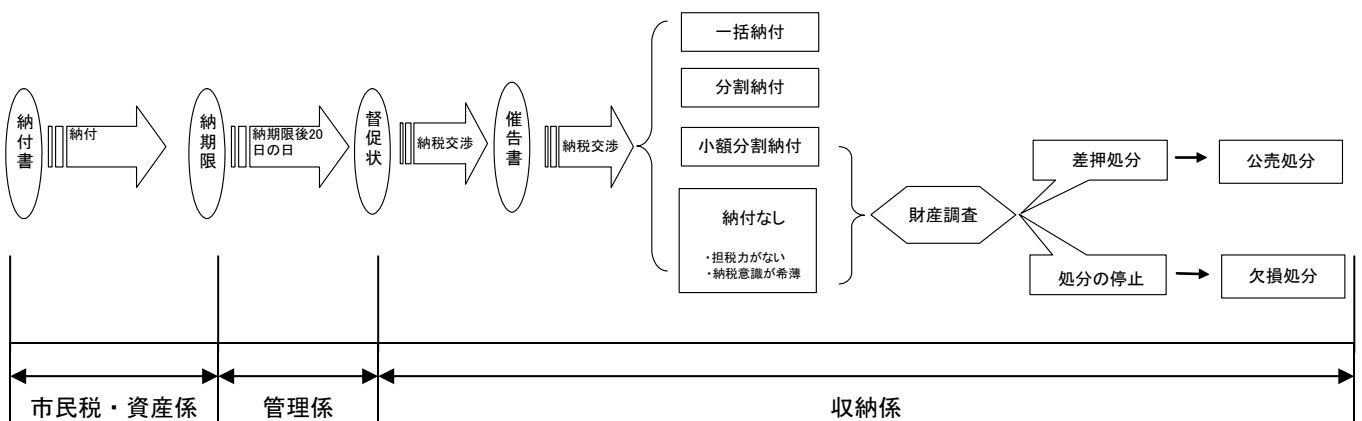 納付書
納付
納期限
納期限後20
日の日
督促状
納税交渉
催告書
納税交渉
一括納付
分割納付
小額分割納付
納付なし
・担税力がない
・納税意識が希薄
財産調査
差押処分
公売処分
処分の停止
欠損処分
市民税・資産係
管理係
収納係